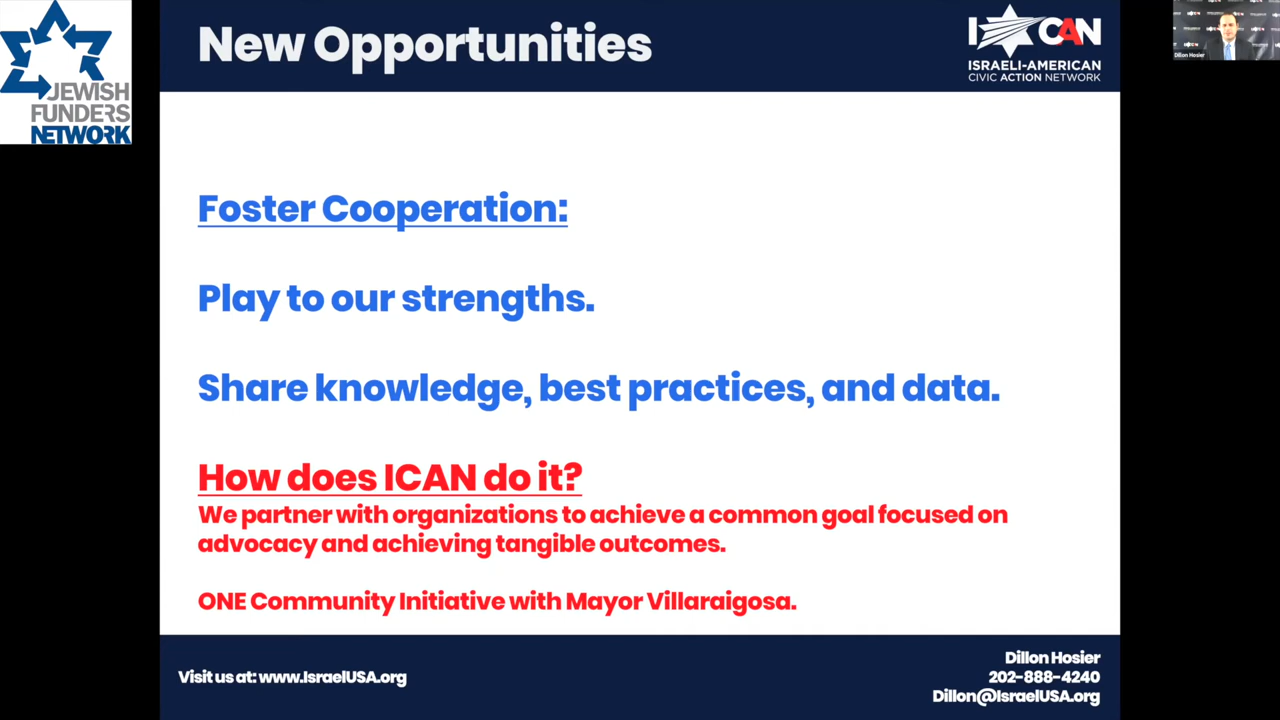 JEWISH
FUNDERS
NETWORK
New Opportunities
ICAN
ISRAELI-AMERICAN
CIVIC ACTION NETWORK
Dillon Hosier
Foster Cooperation:
Play to our strengths.
Share knowledge, best practices, and data.
How does ICAN do it?
We partner with organizations to achieve a common goal focused on
advocacy and achieving tangible outcomes.
ONE Community Initiative with Mayor Villaraigosa.
Visit us at: www.IsraelUSA.org
Dillon Hosier
202-888-4240
Dillon@IsraelUSA.org